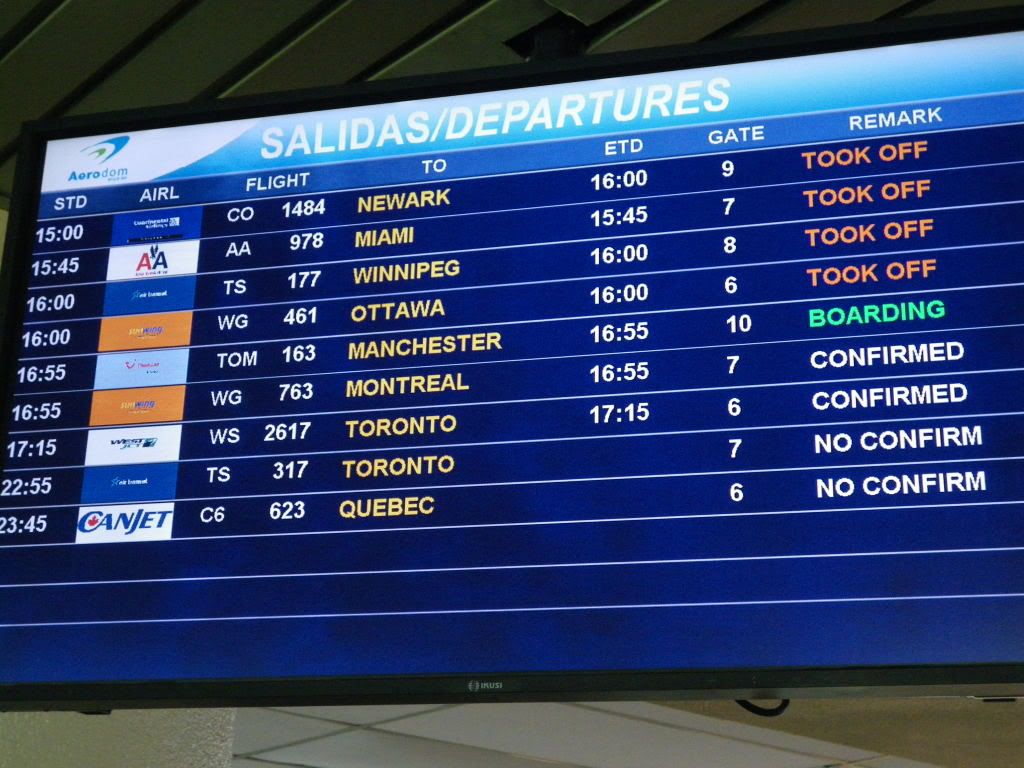 SALIDAS/DEPARTURES
Aerodom
STD AIRL FLIGHT TO ETD GATE REMARK
15:00 Continental Airlines CO 1484 NEWARK 16:00 9 TOOK OFF
15:45 AA AA 978 MIAMI 15:45 7 TOOK OFF
16:00 air transat TS 177 WINNIPEG 16:00 8 TOOK OFF
16:00 sunwing WG 461 OTTAWA 16:00 6 TOOK OFF
16:55 TOM 163 MANCHESTER 16:55 10 BOARDING
16:55 sunwing WG 763 MONTREAL 16:55 7 CONFIRMED
17:15 WESTJET WS 2617 TORONTO 17:15 6 CONFIRMED
22:55 air transat TS 317 TORONTO 7 NO CONFIRM
23:45 CANJET C6 623 QUEBEC 6 NO CONFIRM
IKUSI